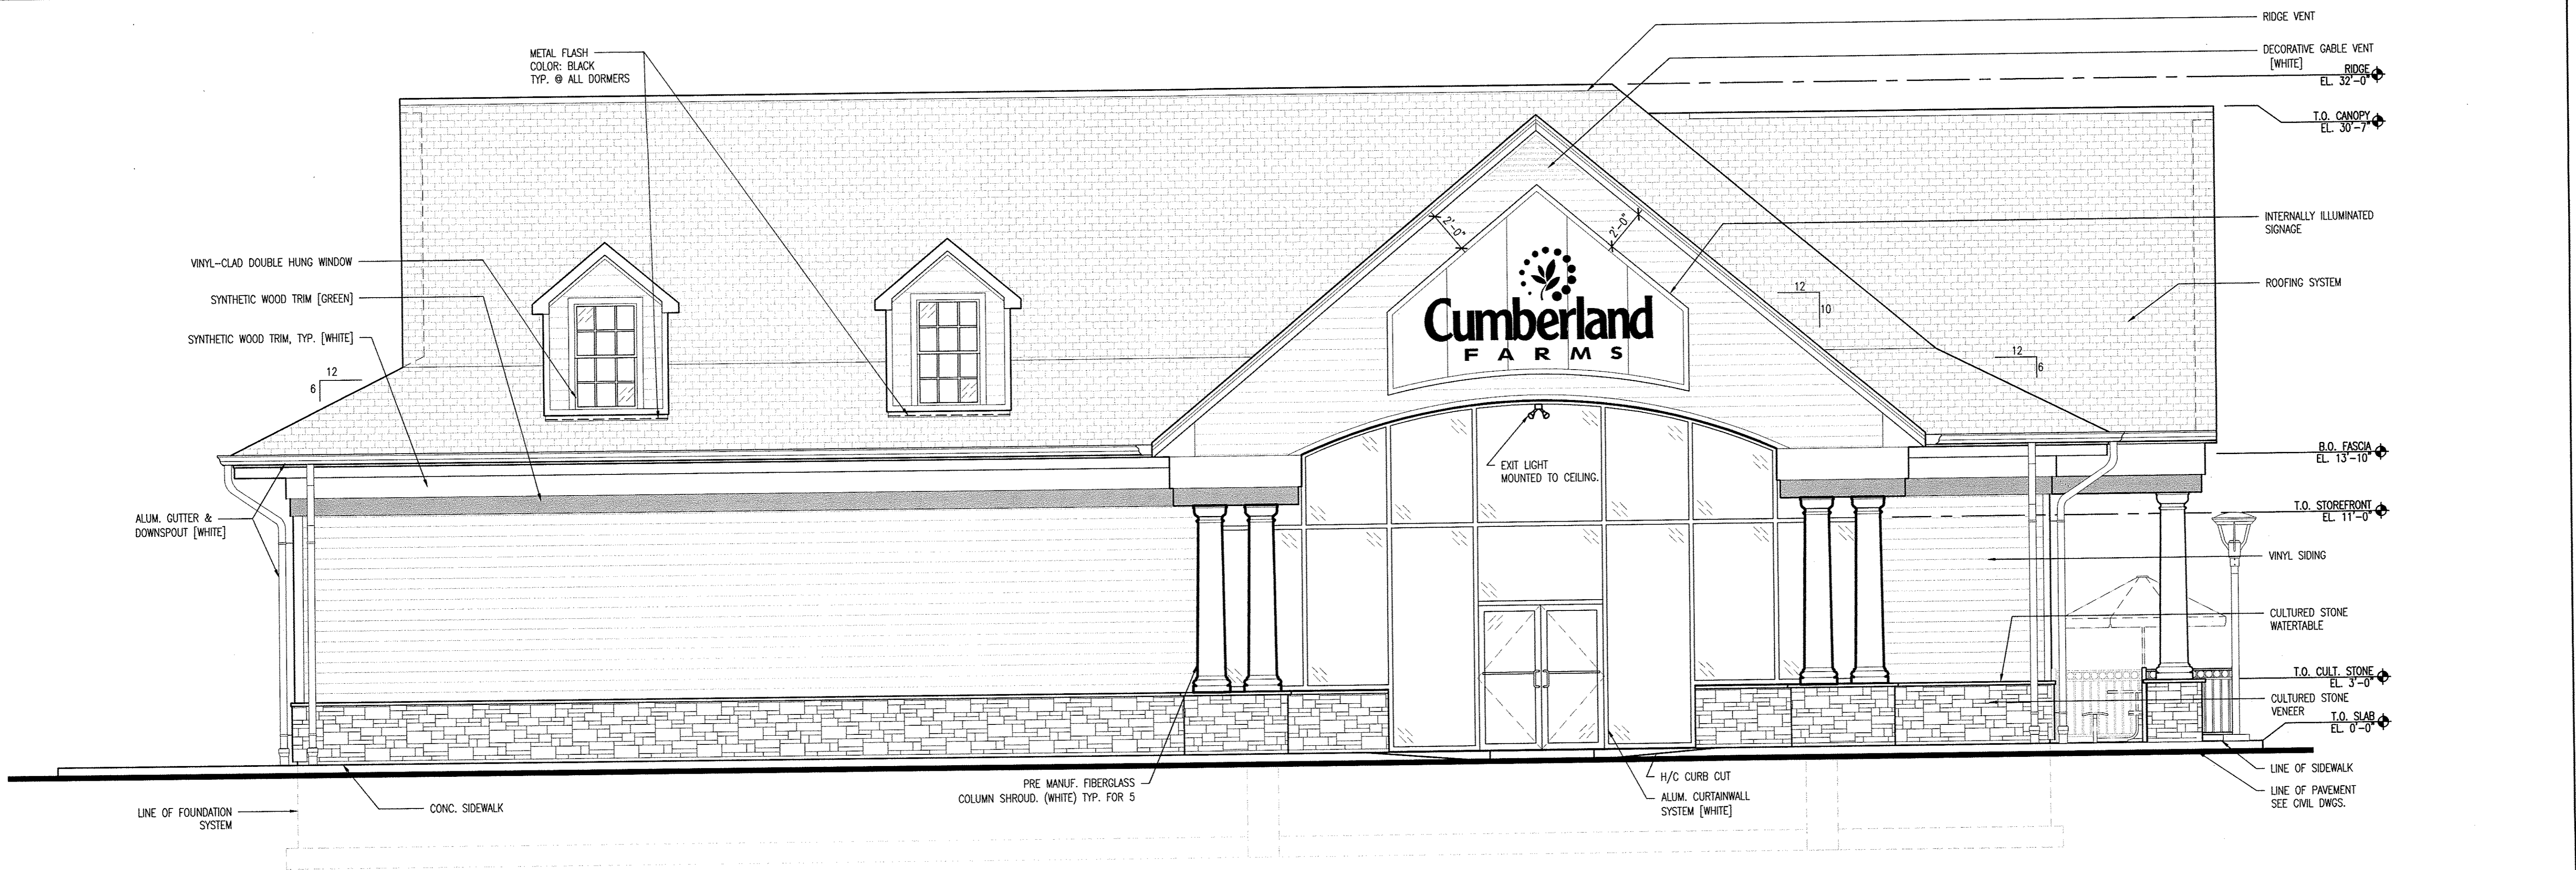 RIDGE VENT
METAL FLASH
COLOR: BLACK
TYP. @ ALL DORMERS
DECORATIVE GABLE VENT
[WHITE]
RIDGE
EL. 32'-0"
T.O. CANOPY
EL. 30'-7"
2'-0"
2'-0"
INTERNALLY ILLUMINATED
SIGNAGE
VINYL-CLAD DOUBLE HUNG WINDOW
SYNTHETIC WOOD TRIM [GREEN]
SYNTHETIC WOOD TRIM, TYP. [WHITE]
Cumberland
FARMS
12
10
ROOFING SYSTEM
12
6
12
6
B.O. FASCIA
EL. 13'-10"
EXIT LIGHT
MOUNTED TO CEILING.
ALUM. GUTTER &
DOWNSPOUT [WHITE]
T.O. STOREFRONT
EL. 11'-0"
VINYL SIDING
CULTURED STONE
WATERTABLE
T.O. CULT. STONE
EL. 3'-0"
CULTURED STONE
VENEER
T.O. SLAB
EL. 0'-0"
LINE OF SIDEWALK
LINE OF PAVEMENT
SEE CIVIL DWGS.
H/C CURB CUT
ALUM. CURTAINWALL
SYSTEM [WHITE]
PRE MANUF. FIBERGLASS
COLUMN SHROUD. (WHITE) TYP. FOR 5
CONC. SIDEWALK
LINE OF FOUNDATION
SYSTEM